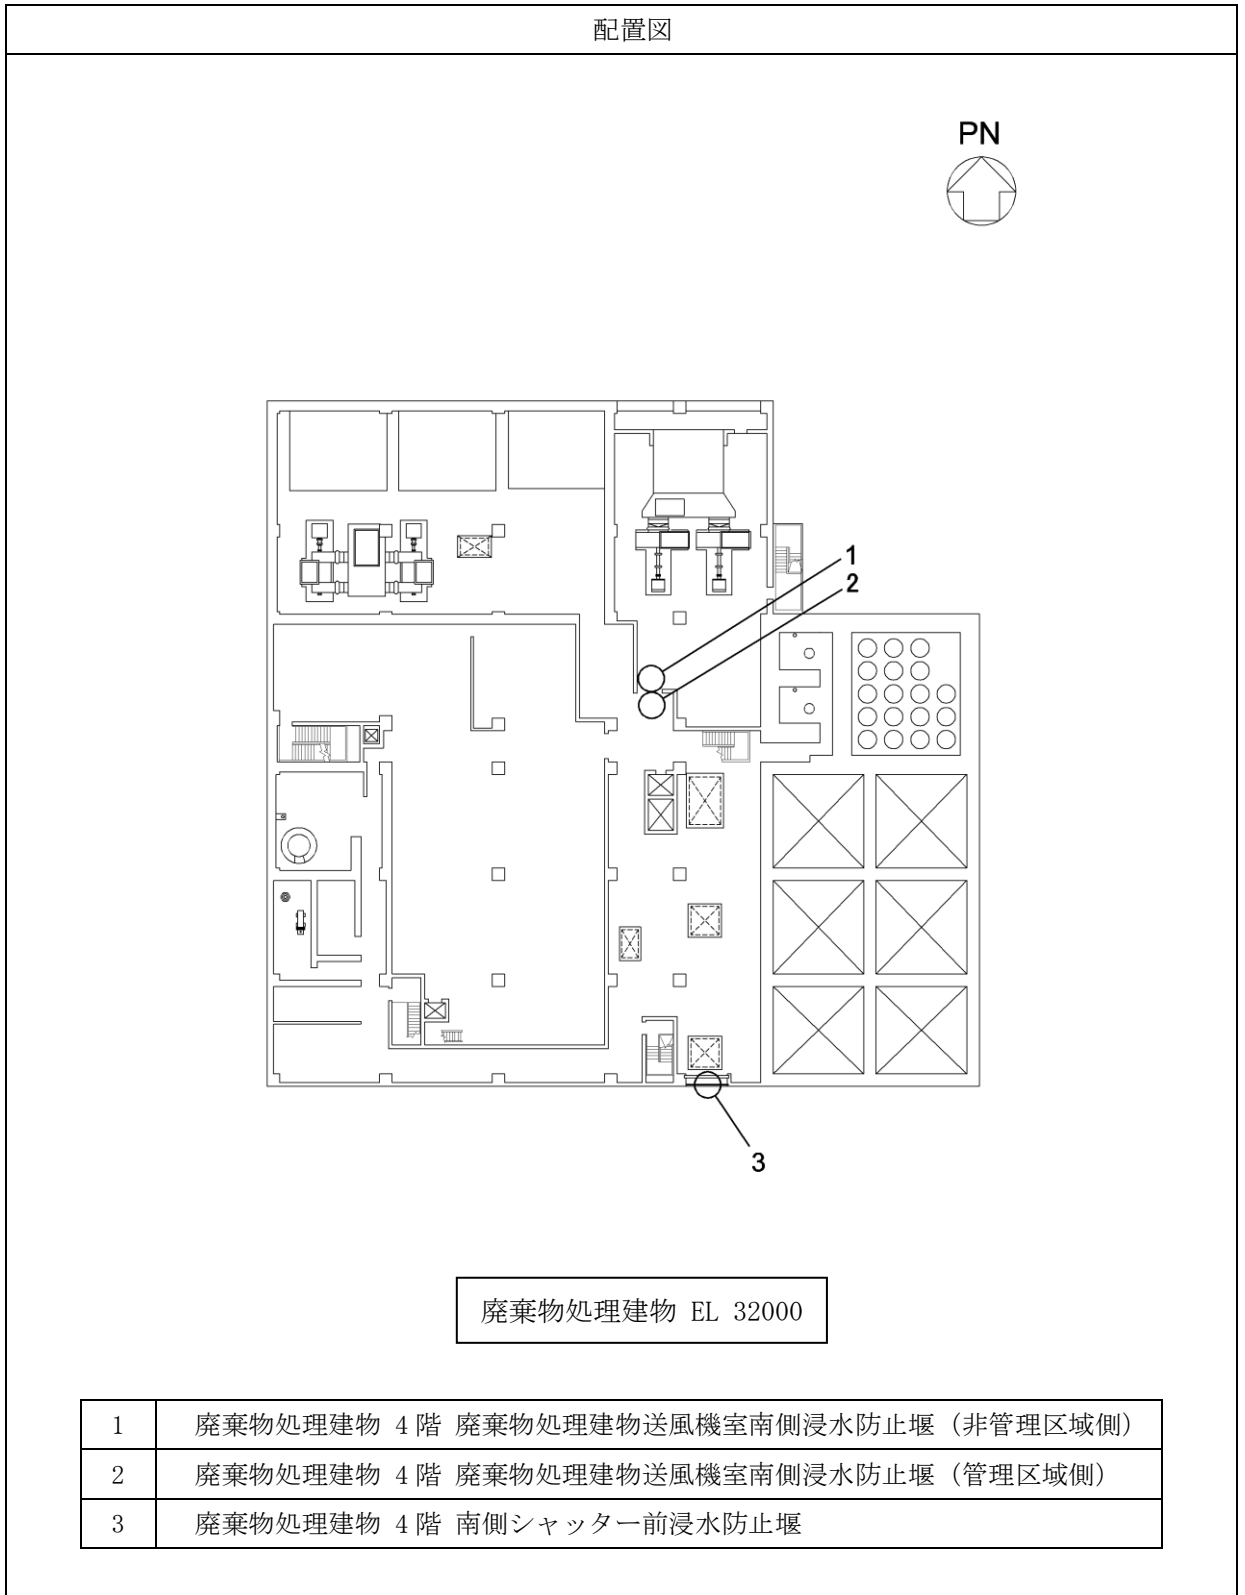 配置図
PN
1
2
3
廃棄物処理建物 EL 32000
1 廃棄物処理建物 4階 廃棄物処理建物送風機室南側浸水防止堰（非管理区域側）
2 廃棄物処理建物 4階 廃棄物処理建物送風機室南側浸水防止堰（管理区域側）
3 廃棄物処理建物 4階 南側シャッター前浸水防止堰